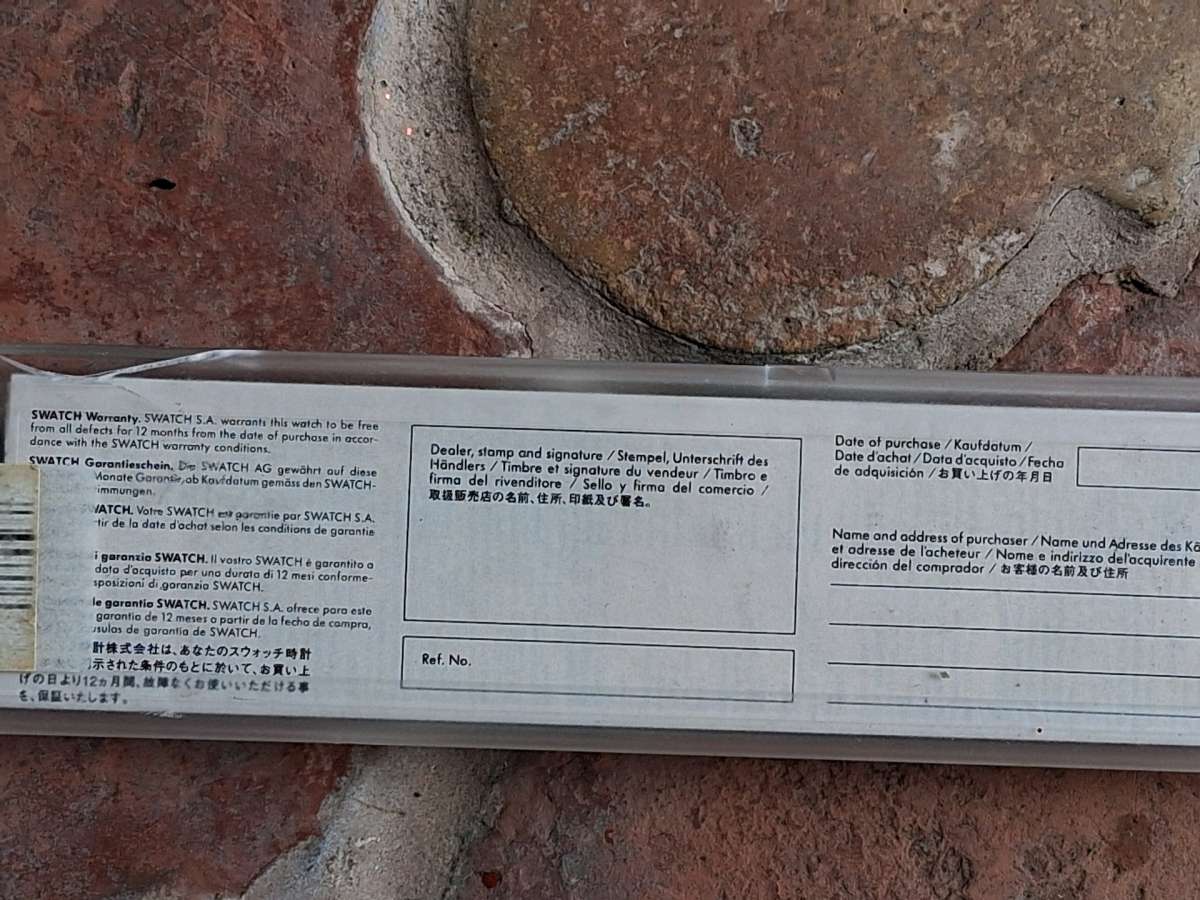 SWATCH Warranty. SWATCH S.A. warrants this watch to be free
from all defects for 12 months from the date of purchase in accor-
dance with the SWATCH warranty conditions.
SWATCH Garantieschein. Die SWATCH AG gewährt auf diese
Monate Garantie, ab Kaufdatum gemäss den SWATCH-
immungen.
WATCH. Votre SWATCH est garantie par SWATCH S.A.
tir de la date d'achat selon les conditions de garantie
i garanzia SWATCH. Il vostro SWATCH è garantito a
data d'acquisto per una durata di 12 mesi conforme-
sposizioni di garanzia SWATCH.
le garantia SWATCH. SWATCH S.A. ofrece para este
garantia de 12 meses a partir de la fecha de compra,
usulas de garantia de SWATCH.
計株式会社は、あなたのスウォッチ時計
示された条件のもとに於いて、お買い上
げの日より12ヵ月間、故障なくお使いいただける事
を、保証いたします。
Dealer, stamp and signature / Stempel, Unterschrift des
Händlers / Timbre et signature du vendeur / Timbro e
firma del rivenditore / Sello y firma del comercio /
取扱販売店の名前、住所、印紙及び署名。
Ref. No.
Date of purchase / Kaufdatum /
Date d'achat / Data d'acquisto / Fecha
de adquisición / お買い上げの年月日
Name and address of purchaser / Name und Adresse des Kä
et adresse de l'acheteur / Nome e indirizzo del'acquirente
dirección del comprador / お客様の名前及び住所